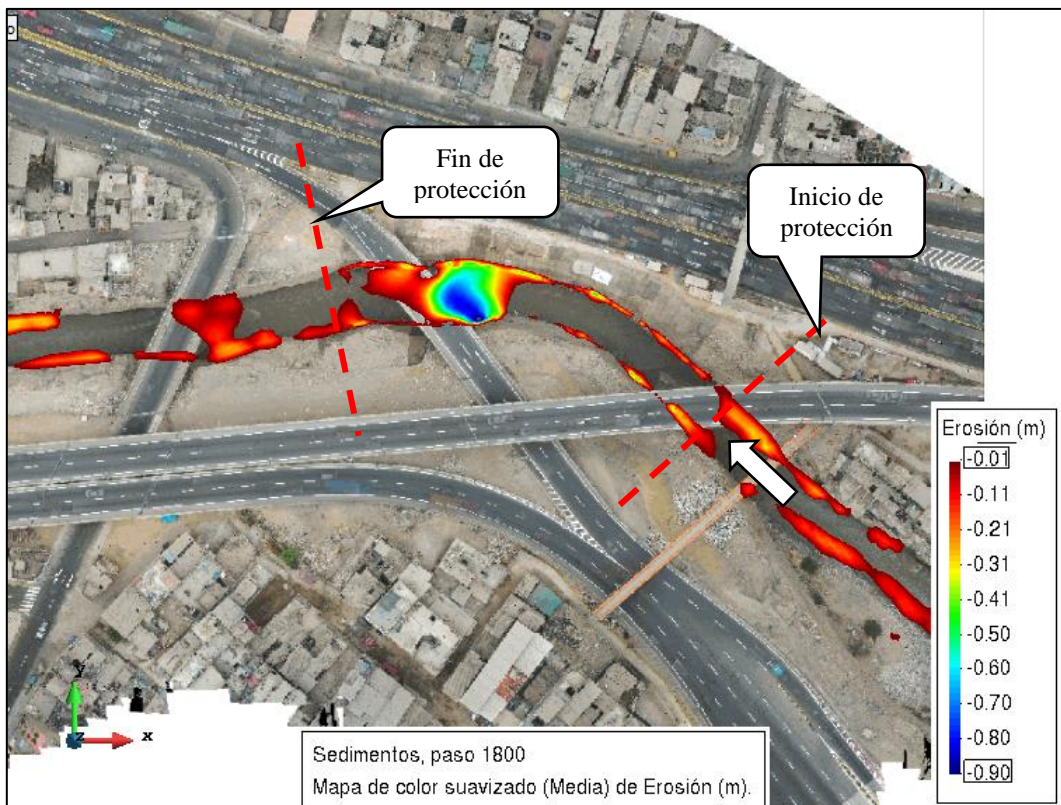 Fin de
protección
Inicio de
protección
Erosión (m)
-0.01
-0.11
-0.21
-0.31
-0.41
-0.50
-0.60
-0.70
-0.80
-0.90
y
z
x
Sedimentos, paso 1800
Mapa de color suavizado (Media) de Erosión (m).